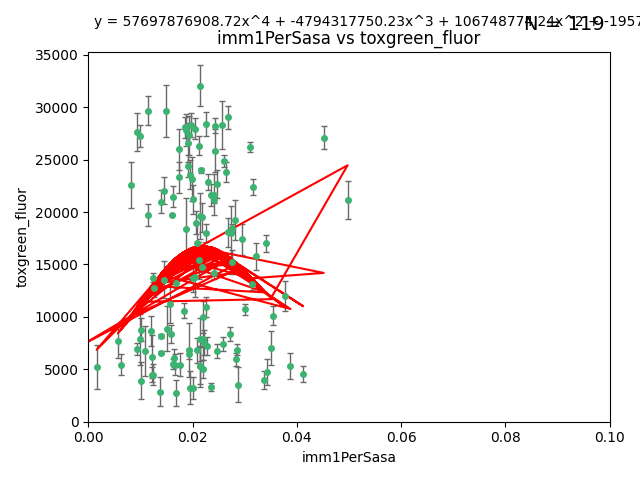 y = 57697876908.72x^4 + -4794317750.23x^3 +
N = 119
imm1PerSasa vs toxgreen_fluor
35000
30000
25000
20000
15000
10000
5000
0
toxgreen_fluor
0.00 0.02 0.04 0.06 0.08 0.10
imm1PerSasa